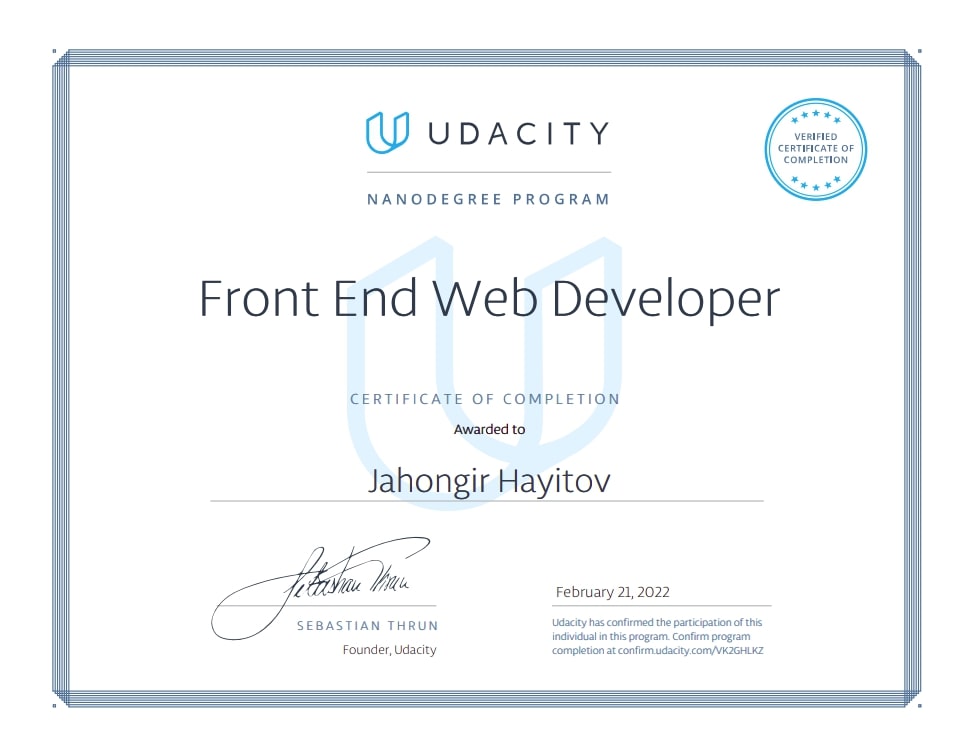 UDACITY
VERIFIED
CERTIFICATE OF
COMPLETION
NANODEGREE PROGRAM
Front End Web Developer
CERTIFICATE OF COMPLETION
Awarded to
Jahongir Hayitov
Sebastian Thrun
February 21, 2022
SEBASTIAN THRUN
Founder, Udacity
Udacity has confirmed the participation of this
individual in this program. Confirm program
completion at confirm.udacity.com/VK2GHLKZ